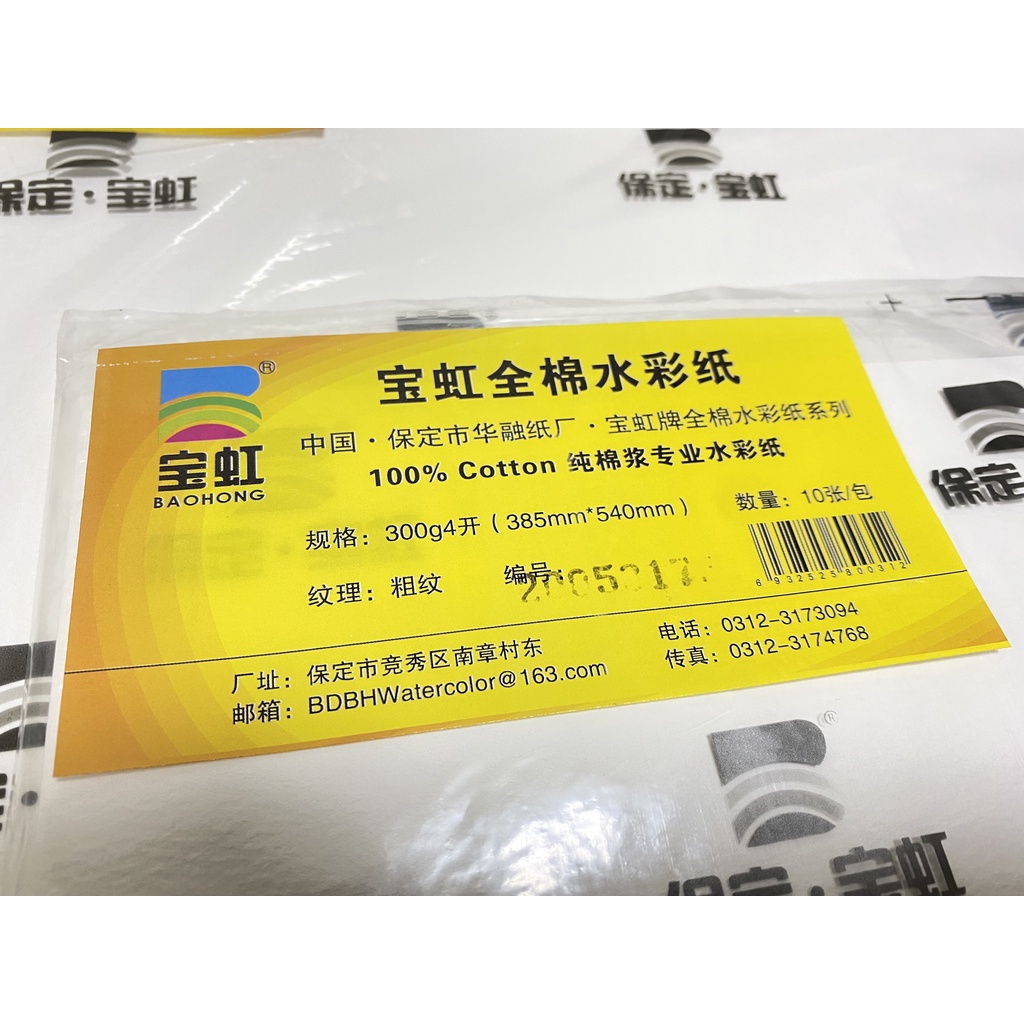 保定·宝虹
保定·宝虹
®
宝虹
BAOHONG
宝虹全棉水彩纸
中国·保定市华融纸厂·宝虹牌全棉水彩纸系列
100% Cotton 纯棉浆专业水彩纸
规格：300g4开（385mm*540mm） 数量：10张/包
纹理：粗纹 编号：
6932525800312
厂址：保定市竞秀区南章村东 电话：0312-3173094
邮箱：BDBHWatercolor@163.com 传真：0312-3174768
保定
®
保定·宝虹